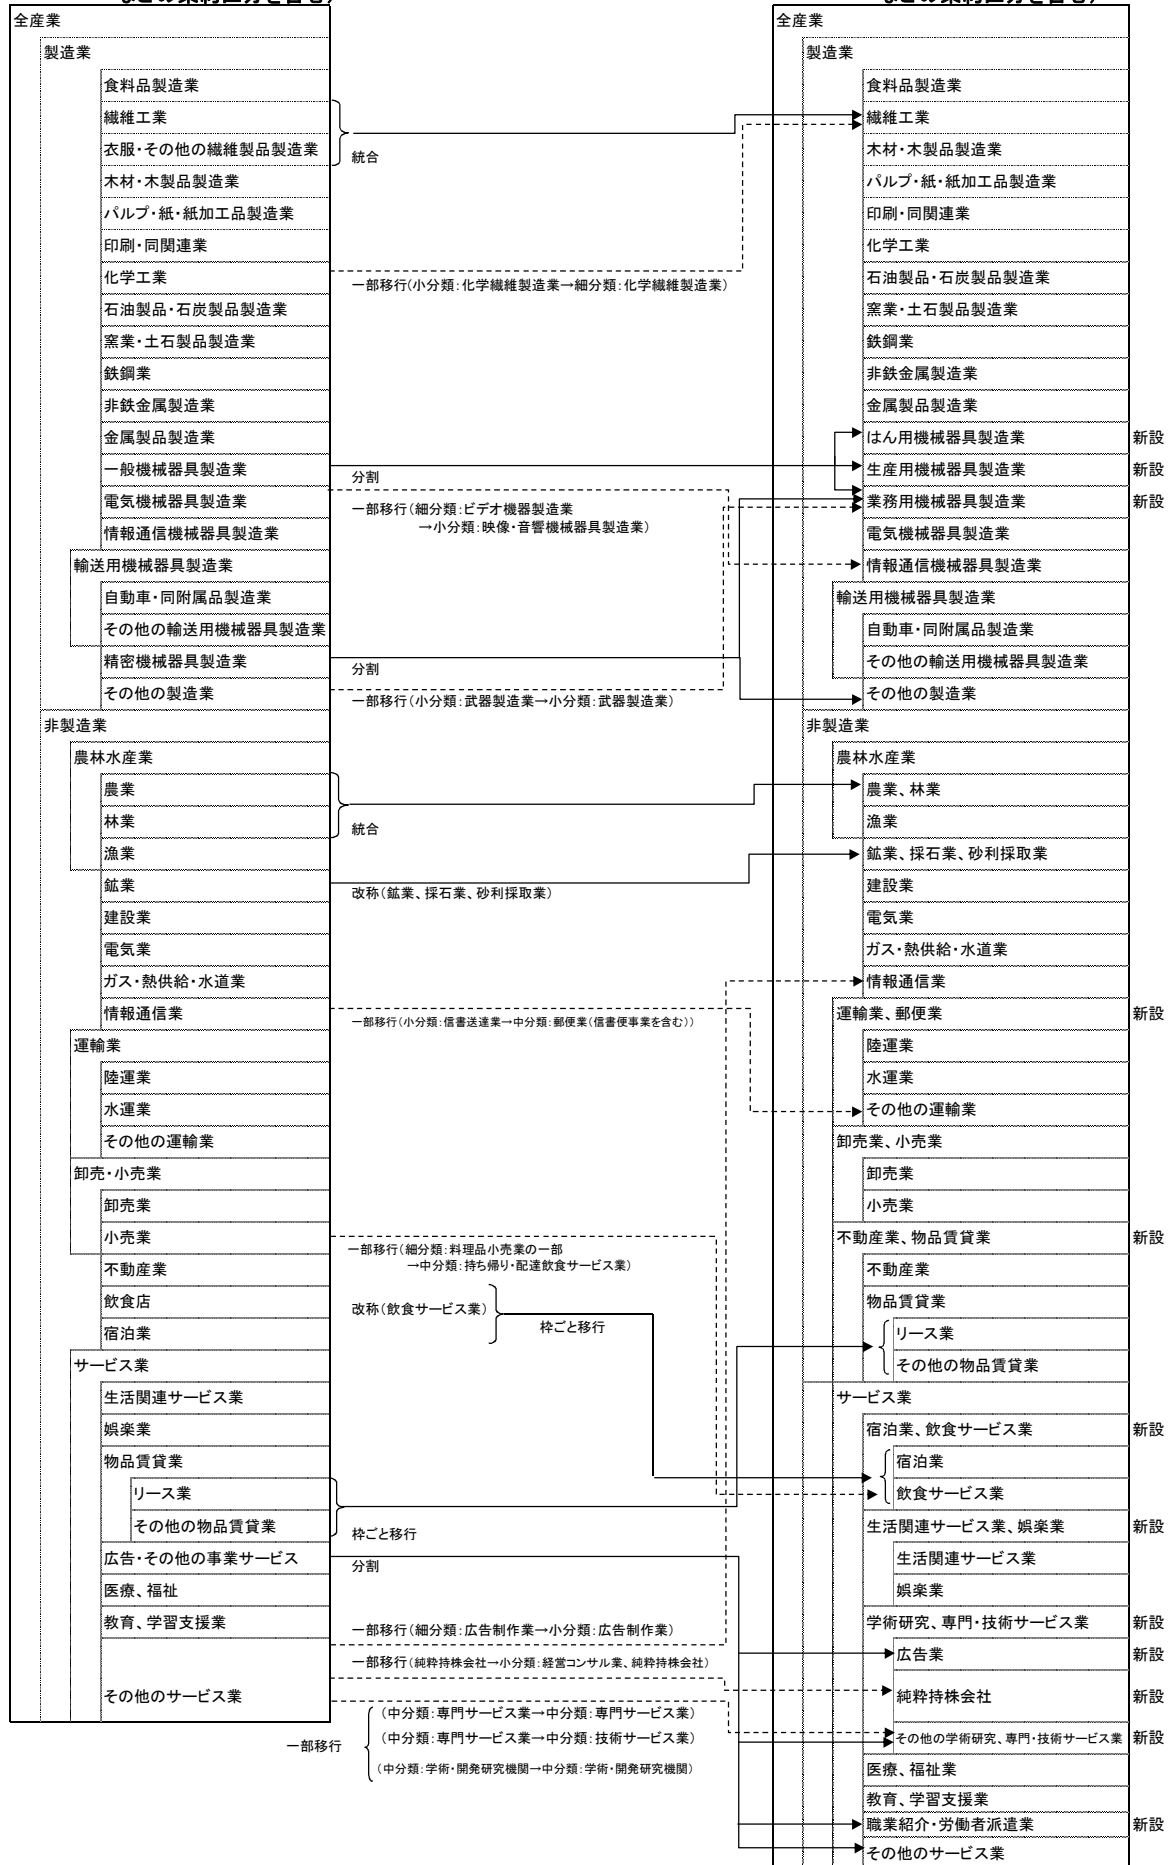 全産業
製造業
食料品製造業
繊維工業
衣服・その他の繊維製品製造業
木材・木製品製造業
パルプ・紙・紙加工品製造業
印刷・同関連業
化学工業
石油製品・石炭製品製造業
窯業・土石製品製造業
鉄鋼業
非鉄金属製造業
金属製品製造業
一般機械器具製造業
電気機械器具製造業
情報通信機械器具製造業
輸送用機械器具製造業
自動車・同附属品製造業
その他の輸送用機械器具製造業
精密機械器具製造業
その他の製造業
非製造業
農林水産業
農業
林業
漁業
鉱業
建設業
電気業
ガス・熱供給・水道業
情報通信業
運輸業
陸運業
水運業
その他の運輸業
卸売・小売業
卸売業
小売業
不動産業
飲食店
宿泊業
サービス業
生活関連サービス業
娯楽業
物品賃貸業
リース業
その他の物品賃貸業
広告・その他の事業サービス
医療、福祉
教育、学習支援業
その他のサービス業
統合
一部移行(小分類:化学繊維製造業→細分類:化学繊維製造業)
分割
一部移行(細分類:ビデオ機器製造業
→小分類:映像・音響機械器具製造業)
分割
一部移行(小分類:武器製造業→小分類:武器製造業)
統合
改称(鉱業、採石業、砂利採取業)
一部移行(小分類:信書送達業→中分類:郵便業(信書便事業を含む))
一部移行(細分類:料理品小売業の一部
→中分類:持ち帰り・配達飲食サービス業)
改称(飲食サービス業)
枠ごと移行
枠ごと移行
分割
一部移行(細分類:広告制作業→小分類:広告制作業)
一部移行(純粋持株会社→小分類:経営コンサル業、純粋持株会社)
一部移行
(中分類:専門サービス業→中分類:専門サービス業)
(中分類:専門サービス業→中分類:技術サービス業)
(中分類:学術・開発研究機関→中分類:学術・開発研究機関)
全産業
製造業
食料品製造業
繊維工業
木材・木製品製造業
パルプ・紙・紙加工品製造業
印刷・同関連業
化学工業
石油製品・石炭製品製造業
窯業・土石製品製造業
鉄鋼業
非鉄金属製造業
金属製品製造業
はん用機械器具製造業 新設
生産用機械器具製造業 新設
業務用機械器具製造業 新設
電気機械器具製造業
情報通信機械器具製造業
輸送用機械器具製造業
自動車・同附属品製造業
その他の輸送用機械器具製造業
その他の製造業
非製造業
農林水産業
農業、林業
漁業
鉱業、採石業、砂利採取業
建設業
電気業
ガス・熱供給・水道業
情報通信業
運輸業、郵便業 新設
陸運業
水運業
その他の運輸業
卸売業、小売業
卸売業
小売業
不動産業、物品賃貸業 新設
不動産業
物品賃貸業
リース業
その他の物品賃貸業
サービス業
宿泊業、飲食サービス業 新設
宿泊業
飲食サービス業
生活関連サービス業、娯楽業 新設
生活関連サービス業
娯楽業
学術研究、専門・技術サービス業 新設
広告業 新設
純粋持株会社 新設
その他の学術研究、専門・技術サービス業 新設
医療、福祉業
教育、学習支援業
職業紹介・労働者派遣業 新設
その他のサービス業